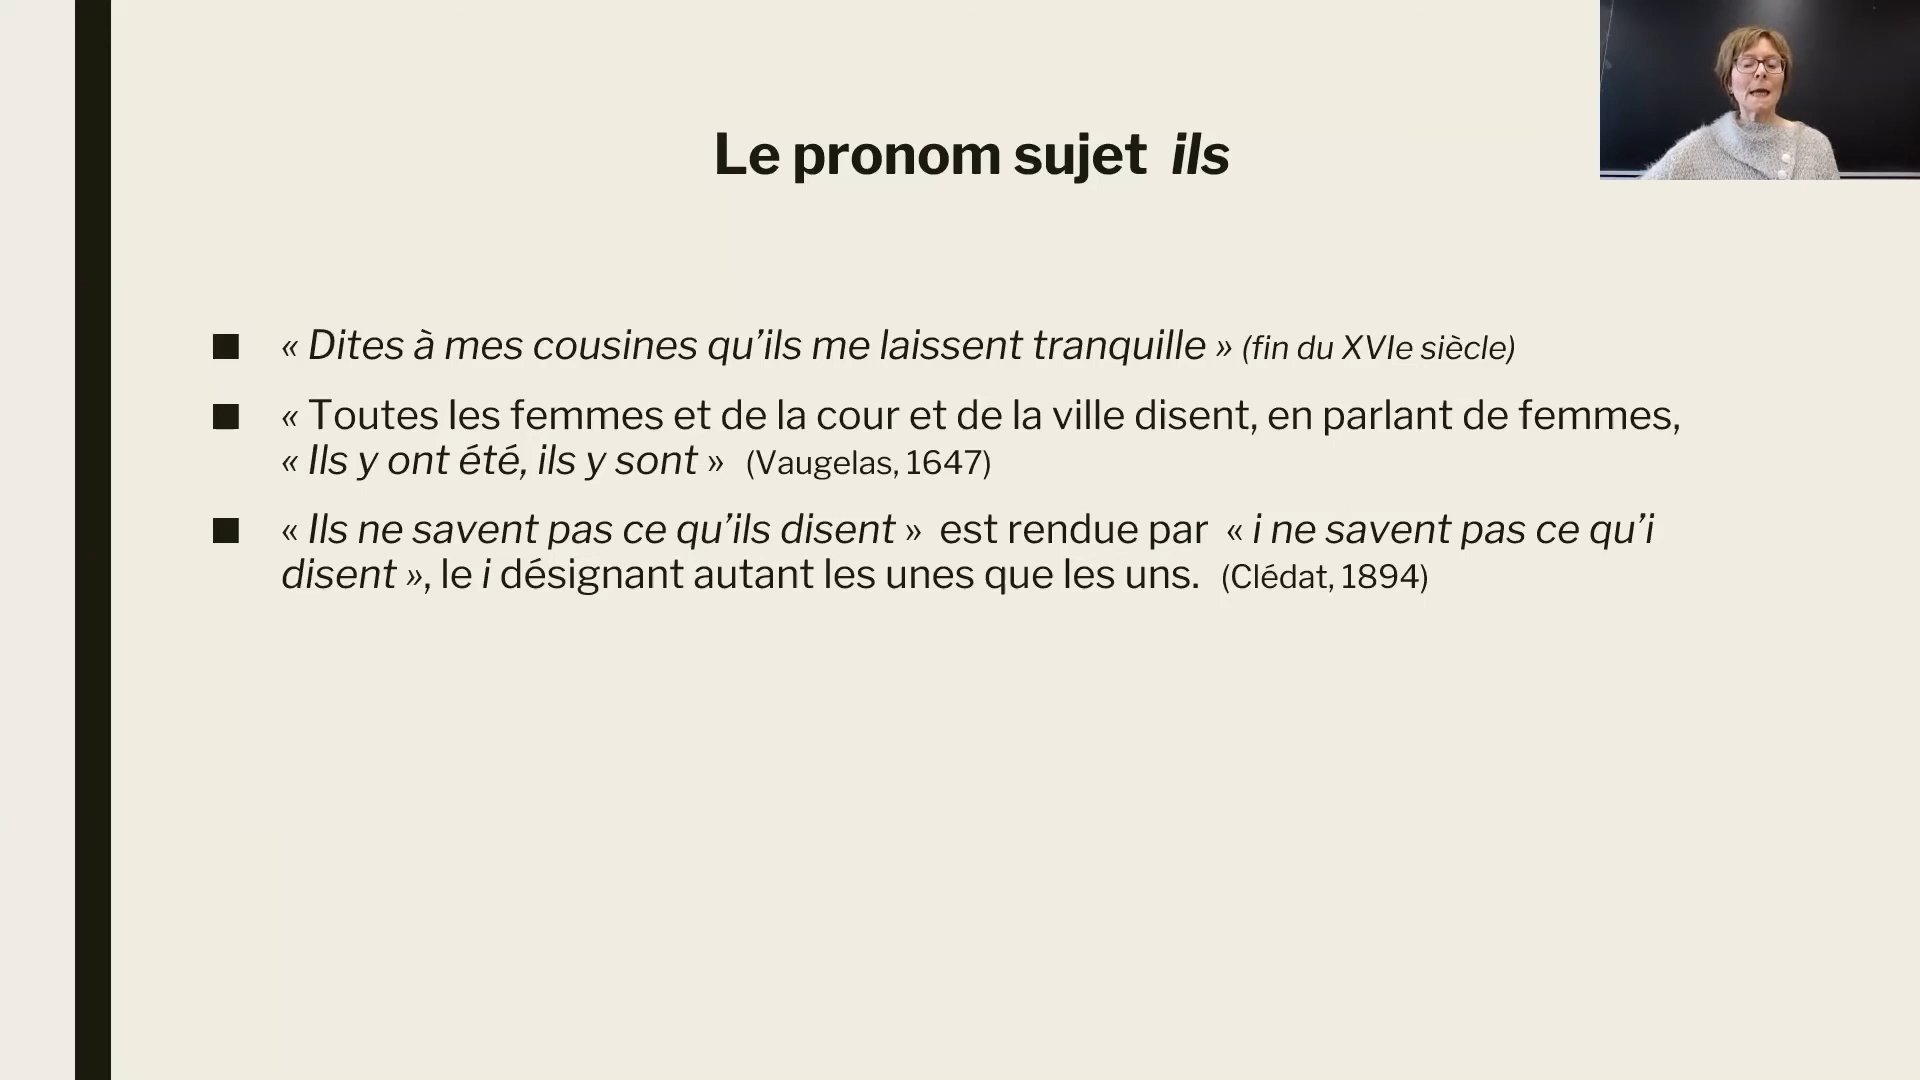 Le pronom sujet ils
« Dites à mes cousines qu’ils me laissent tranquille » (fin du XVIe siècle)
« Toutes les femmes et de la cour et de la ville disent, en parlant de femmes,
« Ils y ont été, ils y sont » (Vaugelas, 1647)
« Ils ne savent pas ce qu’ils disent » est rendue par « i ne savent pas ce qu’i
disent », le i désignant autant les unes que les uns. (Clédat, 1894)